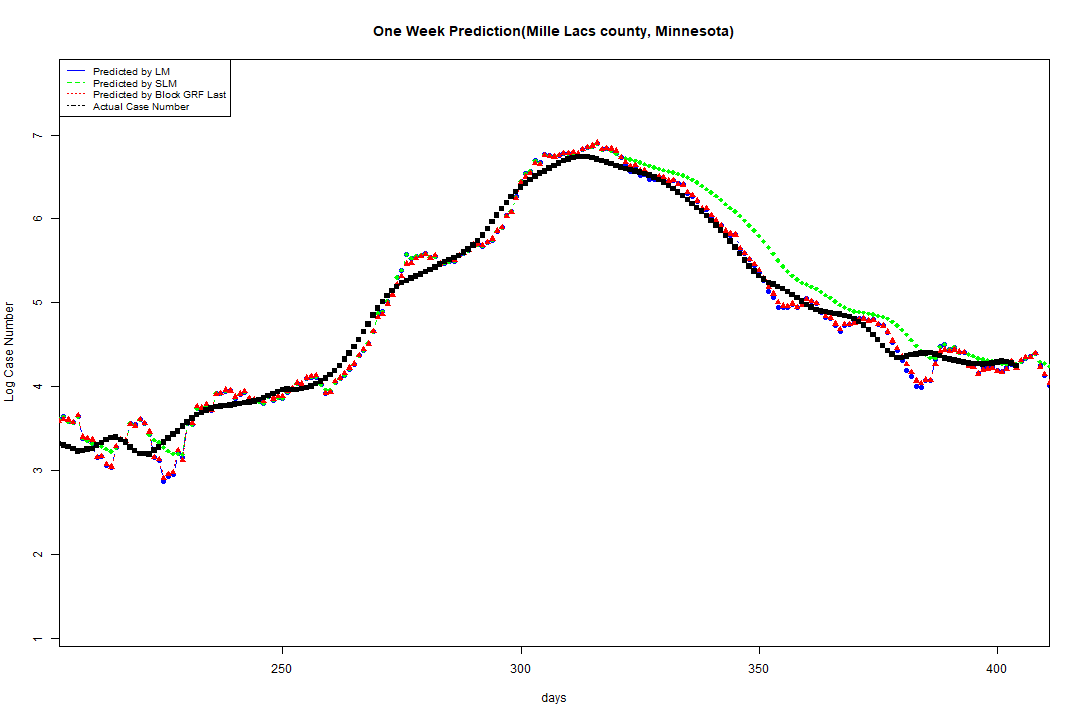 One Week Prediction(Mille Lacs county, Minnesota)
Predicted by LM
Predicted by SLM
Predicted by Block GRF Last
Actual Case Number
7
6
5
4
3
2
1
Log Case Number
250
300
350
400
days